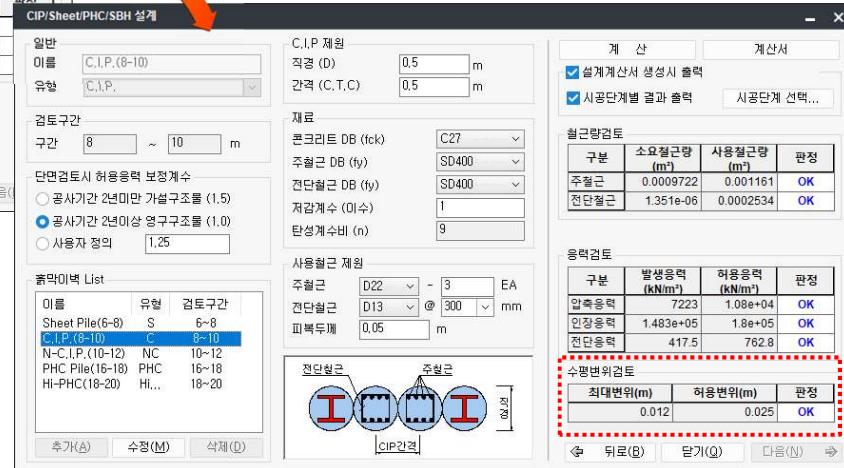 CIP/Sheet/PHC/SBH 설계
일반
이름 C.I.P.(8-10)
유형 C.I.P.
검토구간
구간 8 ~ 10 m
단면검토시 허용응력 보정계수
공사기간 2년미만 가설구조물 (1.5)
공사기간 2년이상 영구구조물 (1.0)
사용자 정의 1.25
흙막이벽 List
이름 유형 검토구간
Sheet Pile(6-8) S 6~8
C.I.P.(8-10) C 8~10
N-C.I.P.(10-12) NC 10~12
PHC Pile(16-18) PHC 16~18
Hi-PHC(18-20) Hi... 18~20
추가(A) 수정(M) 삭제(D)
C.I.P 제원
직경 (D) 0.5 m
간격 (C.T.C) 0.5 m
재료
콘크리트 DB (fck) C27
주철근 DB (fy) SD400
전단철근 DB (fy) SD400
저감계수 (이수) 1
탄성계수비 (n) 9
사용철근 제원
주철근 D22 - 3 EA
전단철근 D13 @ 300 mm
피복두께 0.05 m
전단철근 주철근
직경
CIP간격
계 산 계산서
설계계산서 생성시 출력
시공단계별 결과 출력 시공단계 선택...
철근량검토
구분 소요철근량 (m²) 사용철근량 (m²) 판정
주철근 0.0009722 0.001161 OK
전단철근 1.351e-06 0.0002534 OK
응력검토
구분 발생응력 (kN/m²) 허용응력 (kN/m²) 판정
압축응력 7223 1.08e+04 OK
인장응력 1.483e+05 1.8e+05 OK
전단응력 417.5 762.8 OK
수평변위검토
최대변위(m) 허용변위(m) 판정
0.012 0.025 OK
뒤로(B) 닫기(Q) 다음(N)